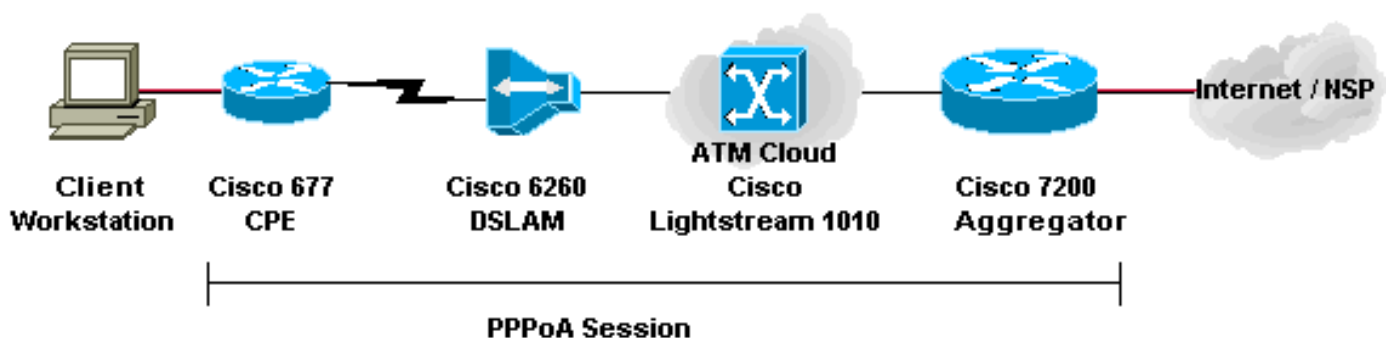 Internet / NSP
ATM Cloud
Client
Workstation
Cisco 677
CPE
Cisco 6260
DSLAM
Cisco
Lightstream 1010
Cisco 7200
Aggregator
PPPoA Session